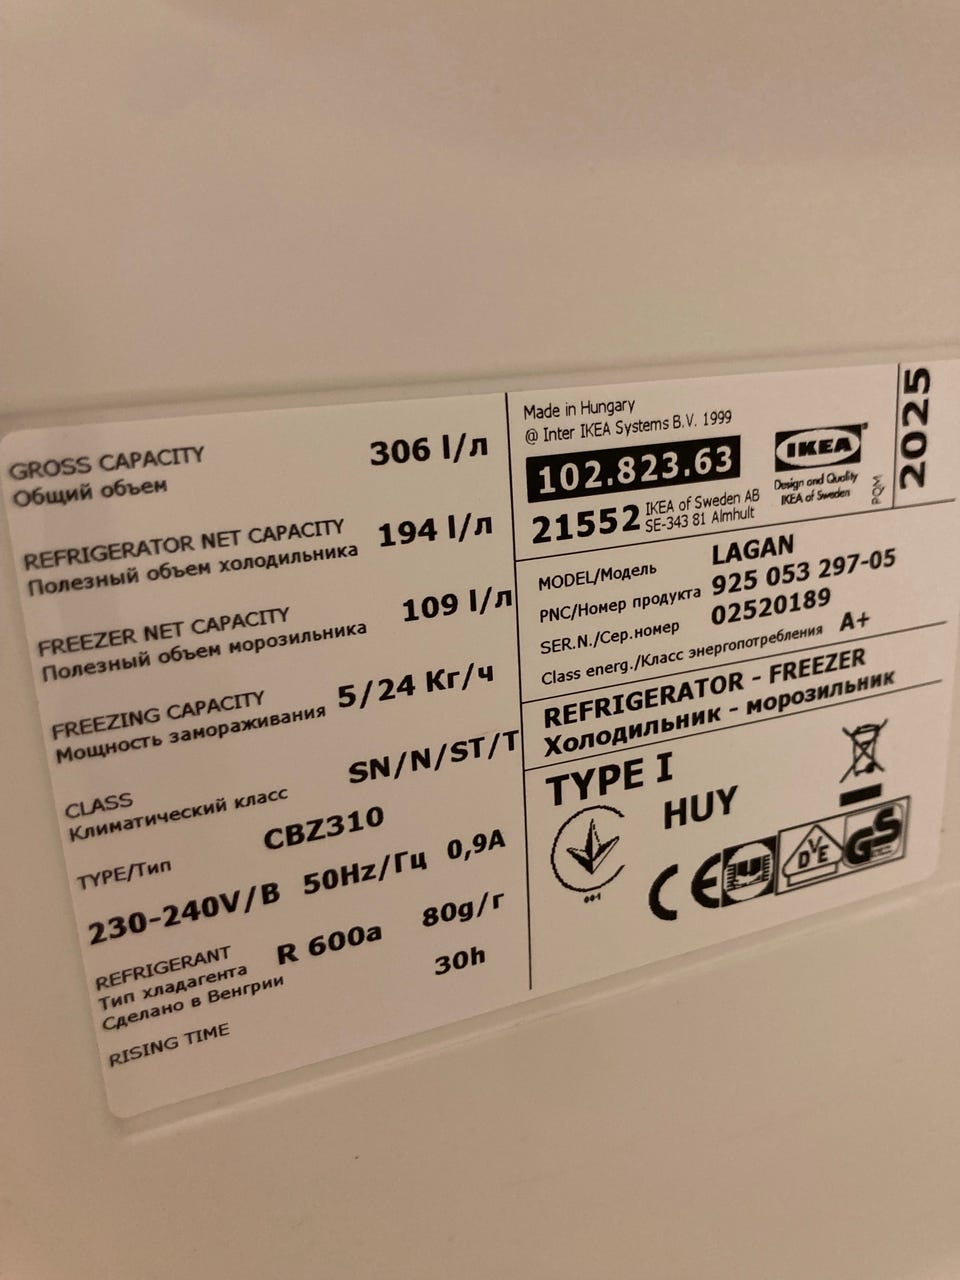 GROSS CAPACITY 306 l/л
Общий объем
REFRIGERATOR NET CAPACITY 194 l/л
Полезный объем холодильника
FREEZER NET CAPACITY 109 l/л
Полезный объем морозильника
FREEZING CAPACITY 5/24 Кг/ч
Мощность замораживания
CLASS SN/N/ST/T
Климатический класс
TYPE/Тип CBZ310
230-240V/В 50Hz/Гц 0,9A
REFRIGERANT R 600a 80g/г
Тип хладагента
Сделано в Венгрии
RISING TIME 30h
Made in Hungary
@ Inter IKEA Systems B.V. 1999
102.823.63
21552 IKEA of Sweden AB
SE-343 81 Almhult
IKEA
Design and Quality
IKEA of Sweden
PQM
2025
MODEL/Модель LAGAN
PNC/Номер продукта 925 053 297-05
SER.N./Сер.номер 02520189
Class energ./Класс энергопотребления A+
REFRIGERATOR - FREEZER
Холодильник - морозильник
TYPE I
HUY
001
CE
DVE
GS